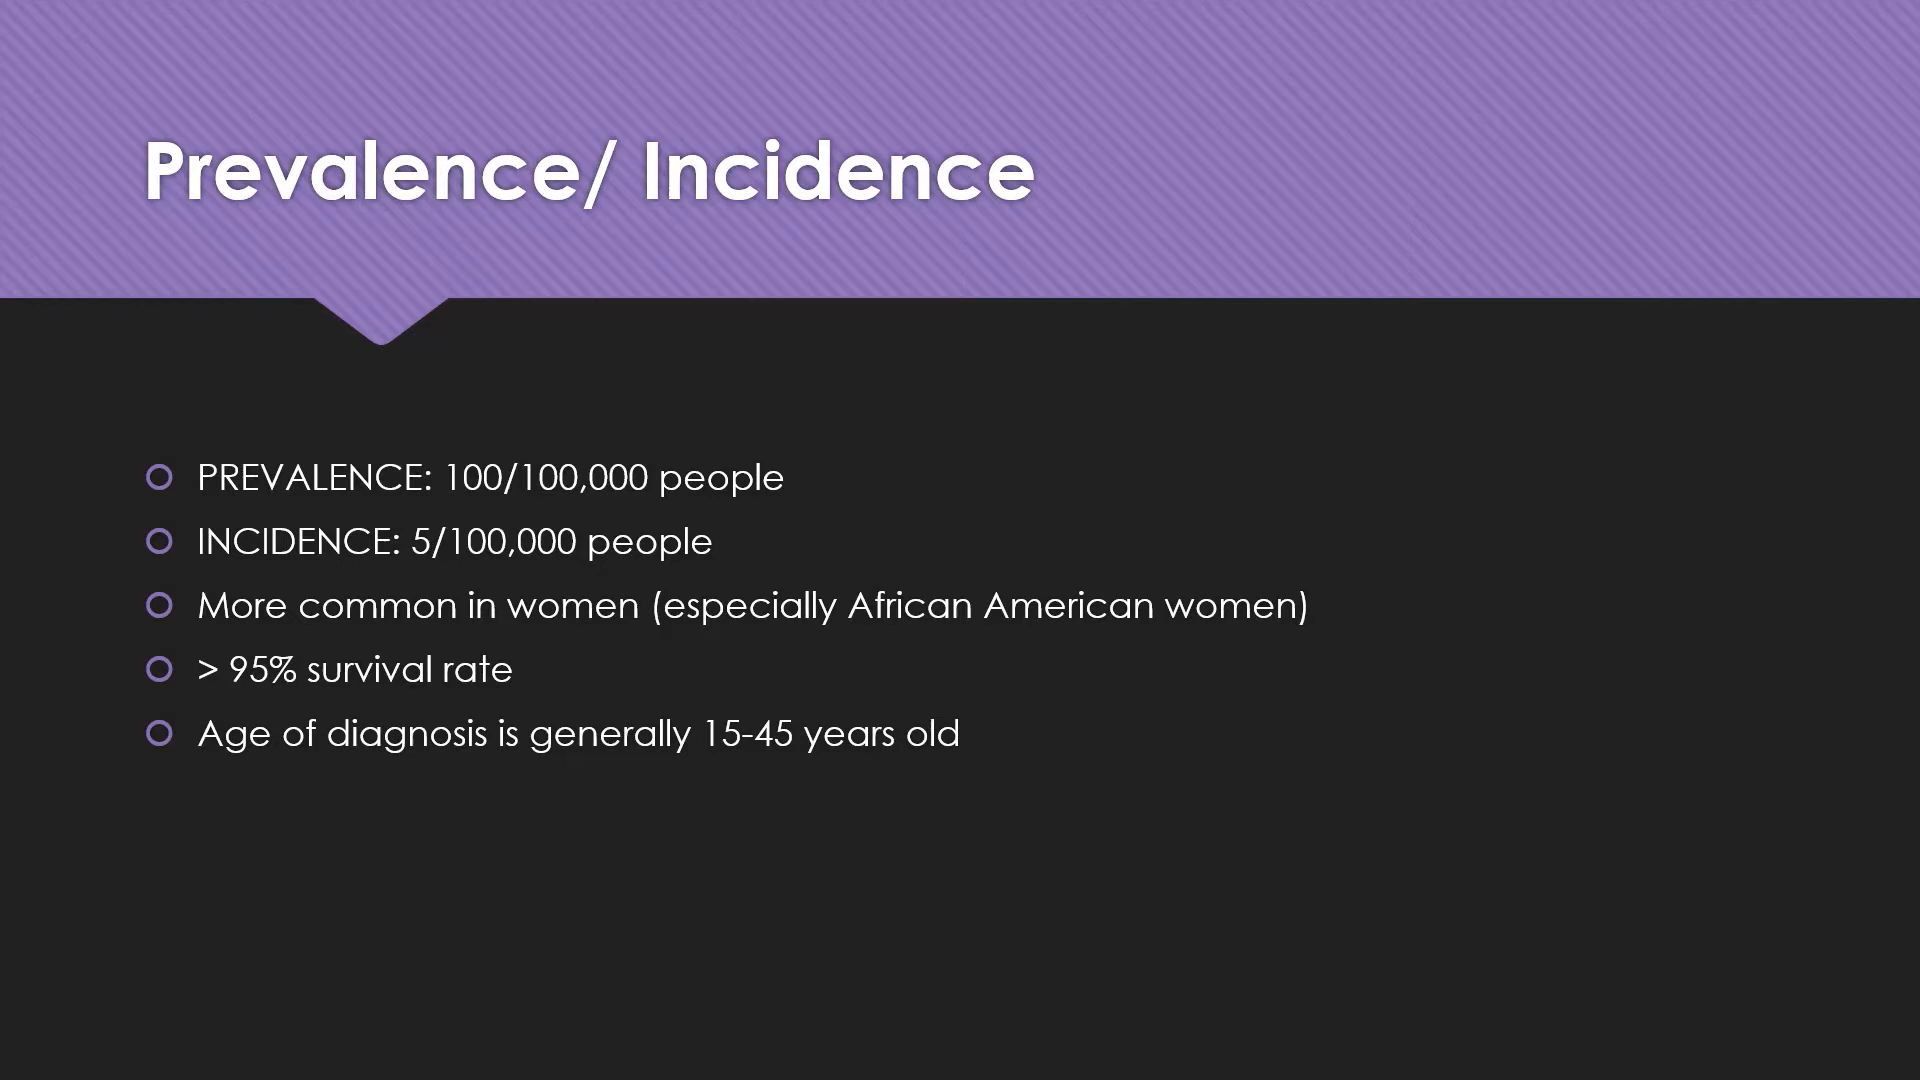 Prevalence/ Incidence
PREVALENCE: 100/100,000 people
INCIDENCE: 5/100,000 people
More common in women (especially African American women)
> 95% survival rate
Age of diagnosis is generally 15-45 years old